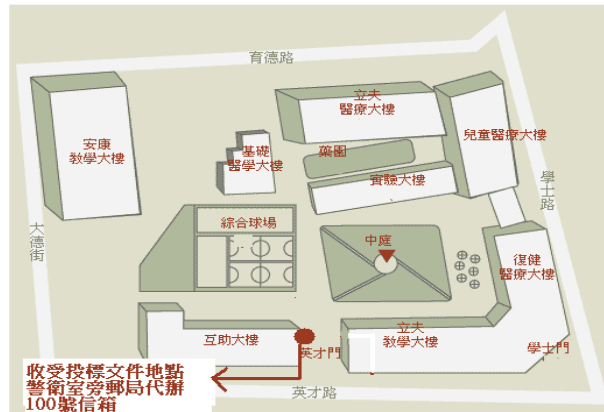 育德路
立夫
醫療大樓
兒童醫療大樓
安康
教學大樓
基礎
醫學大樓
藥園
實驗大樓
學士路
大德街
綜合球場
中庭
復健
醫療大樓
互助大樓
英才門
立夫
教學大樓
學士門
收受投標文件地點
警衛室旁郵局代辦
100號信箱
英才路